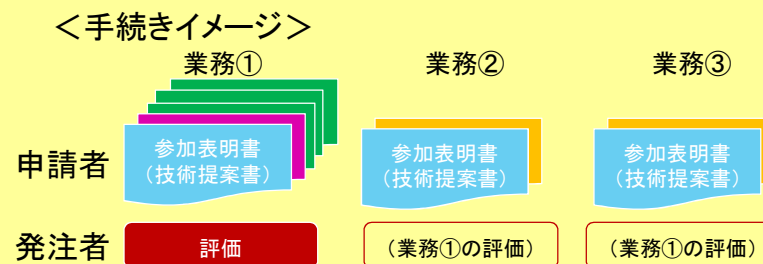 ＜手続きイメージ＞
業務① 業務② 業務③
申請者 参加表明書 参加表明書 参加表明書
（技術提案書） （技術提案書） （技術提案書）
発注者 評価 （業務①の評価） （業務①の評価）